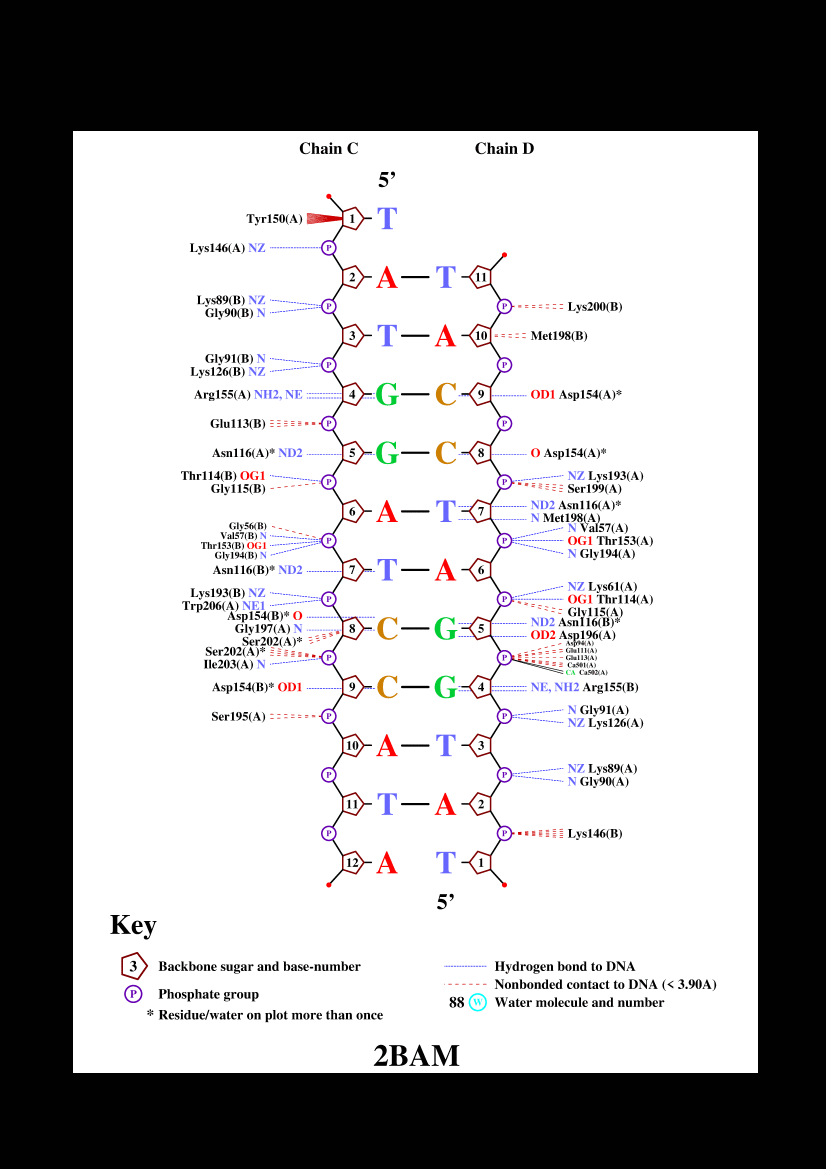 Chain C Chain D
5’
Tyr150(A) 1 T
Lys146(A) NZ P
2 A T 11
Lys89(B) NZ P P Lys200(B)
Gly90(B) N
3 T A 10 Met198(B)
Gly91(B) N P P
Lys126(B) NZ
Arg155(A) NH2, NE 4 G C 9 OD1 Asp154(A)*
Glu113(B) P P
Asn116(A)* ND2 5 G C 8 O Asp154(A)*
Thr114(B) OG1 P P NZ Lys193(A)
Gly115(B) Ser199(A)
6 A T 7 ND2 Asn116(A)*
N Met198(A)
Gly56(B) N Val57(A)
Val57(B) N P P OG1 Thr153(A)
Thr153(B) OG1
Gly194(B) N N Gly194(A)
Asn116(B)* ND2 7 T A 6
Lys193(B) NZ P P NZ Lys61(A)
Trp206(A) NE1 OG1 Thr114(A)
Asp154(B)* O Gly115(A)
Gly197(A) N 8 C G 5 ND2 Asn116(B)*
Ser202(A)* OD2 Asp196(A)
Asp94(A)
Ser202(A)* P P Glu111(A)
Glu113(A)
Ile203(A) N Ca501(A)
CA Ca502(A)
Asp154(B)* OD1 9 C G 4 NE, NH2 Arg155(B)
Ser195(A) P P N Gly91(A)
NZ Lys126(A)
10 A T 3
P P NZ Lys89(A)
N Gly90(A)
11 T A 2
P P Lys146(B)
12 A T 1
5’
Key
3 Backbone sugar and base-number
P Phosphate group
* Residue/water on plot more than once
Hydrogen bond to DNA
Nonbonded contact to DNA (< 3.90A)
88 W Water molecule and number
2BAM